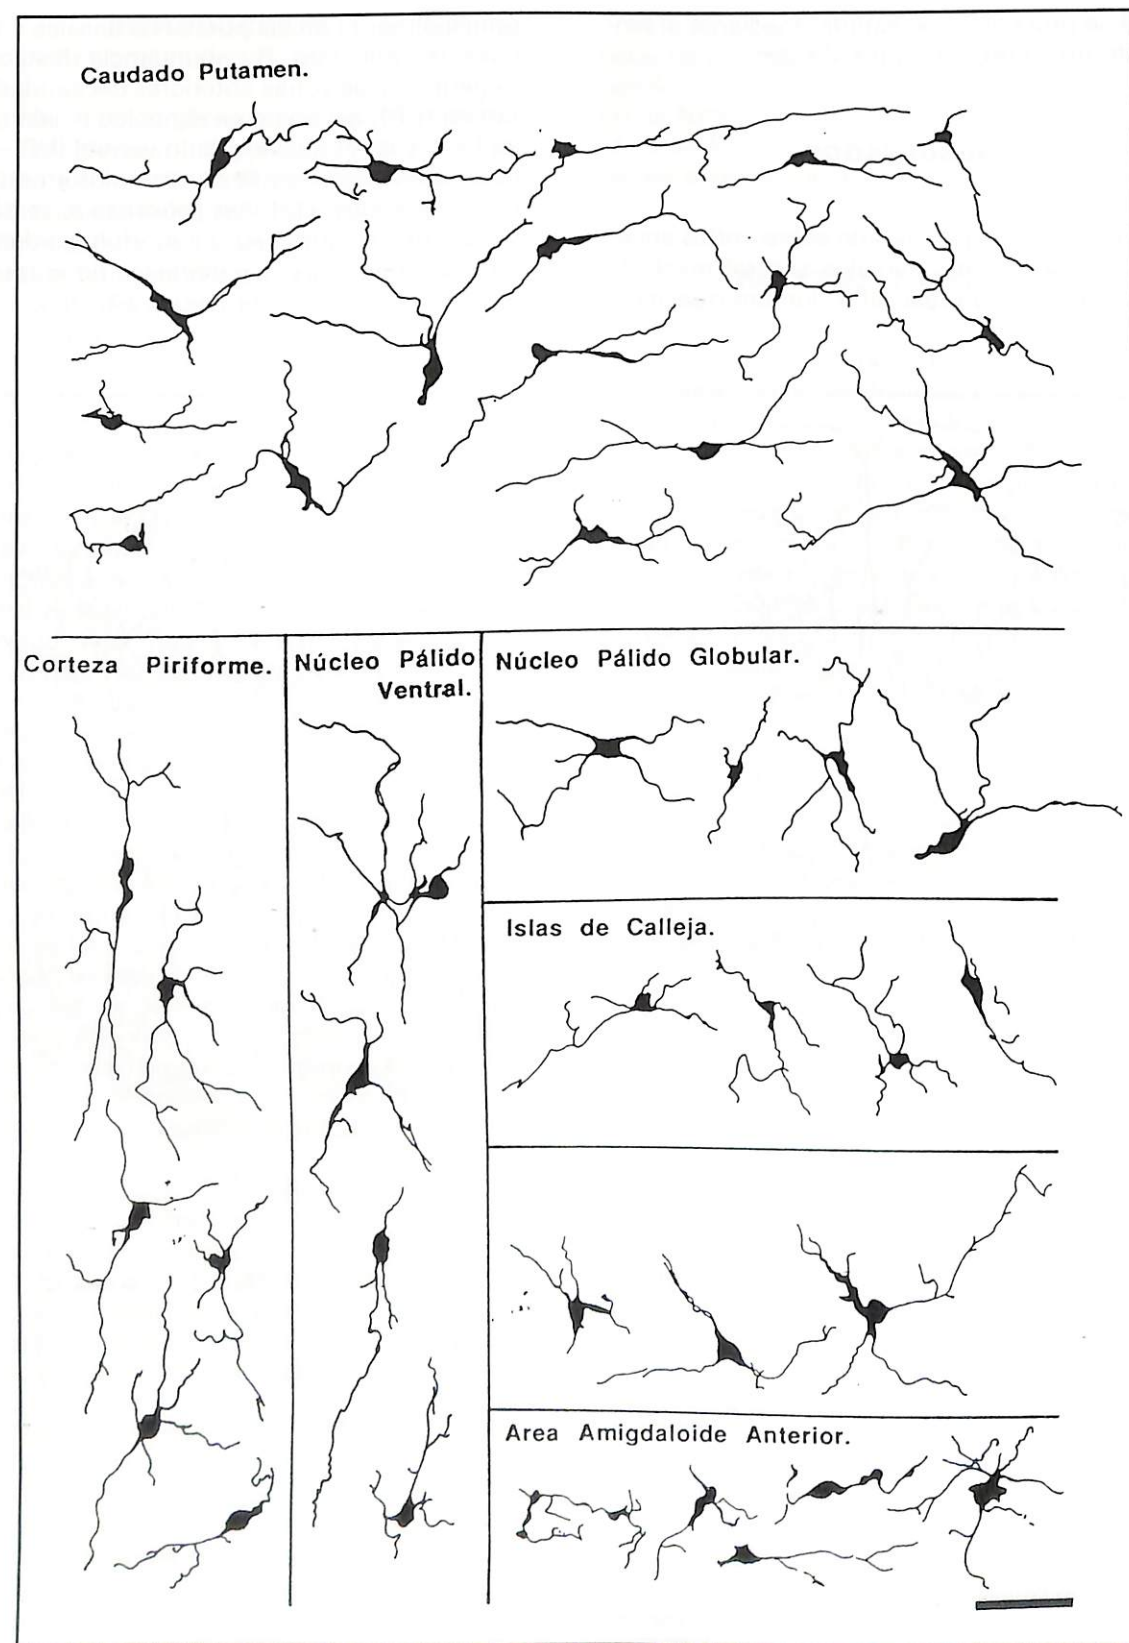 Caudado Putamen.
Corteza Piriforme.
Núcleo Pálido
Ventral.
Núcleo Pálido Globular.
Islas de Calleja.
Area Amigdaloide Anterior.